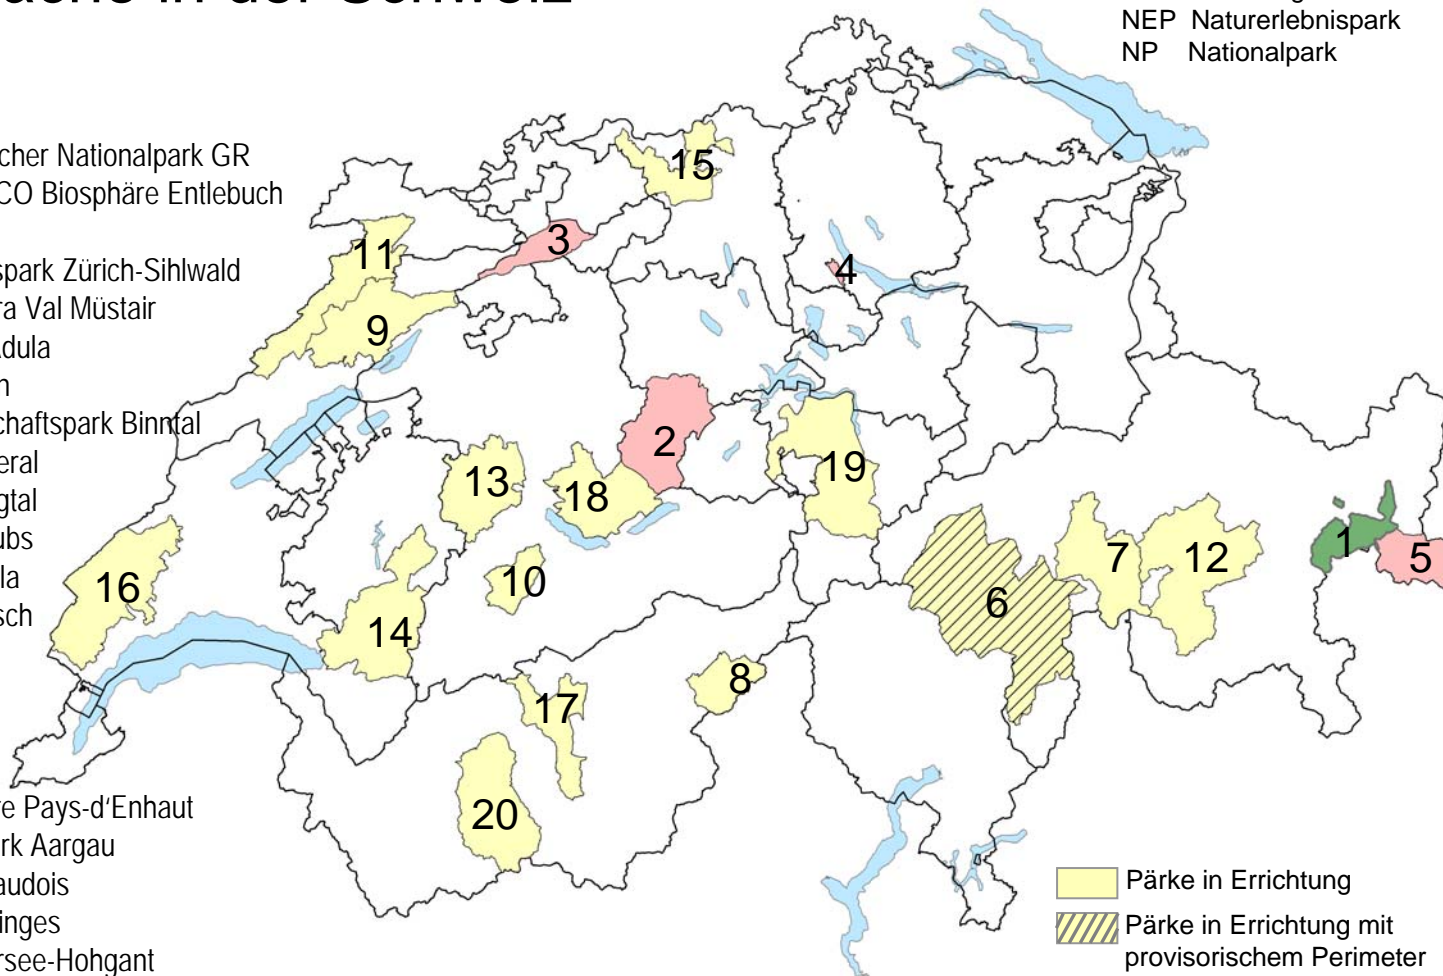 in der Schweiz
NEP Naturerlebnispark
NP Nationalpark
cher Nationalpark GR
CO Biosphäre Entlebuch
spark Zürich-Sihlwald
ra Val Müstair
dula
n
chaftspark Binntal
eral
gtal
ubs
la
sch
e Pays-d‘Enhaut
rk Aargau
audois
inges
rsee-Hohgant
15
11
3
4
9
2
13
18
19
16
10
14
6
7
12
1
5
17
8
20
Pärke in Errichtung
Pärke in Errichtung mit
provisorischem Perimeter